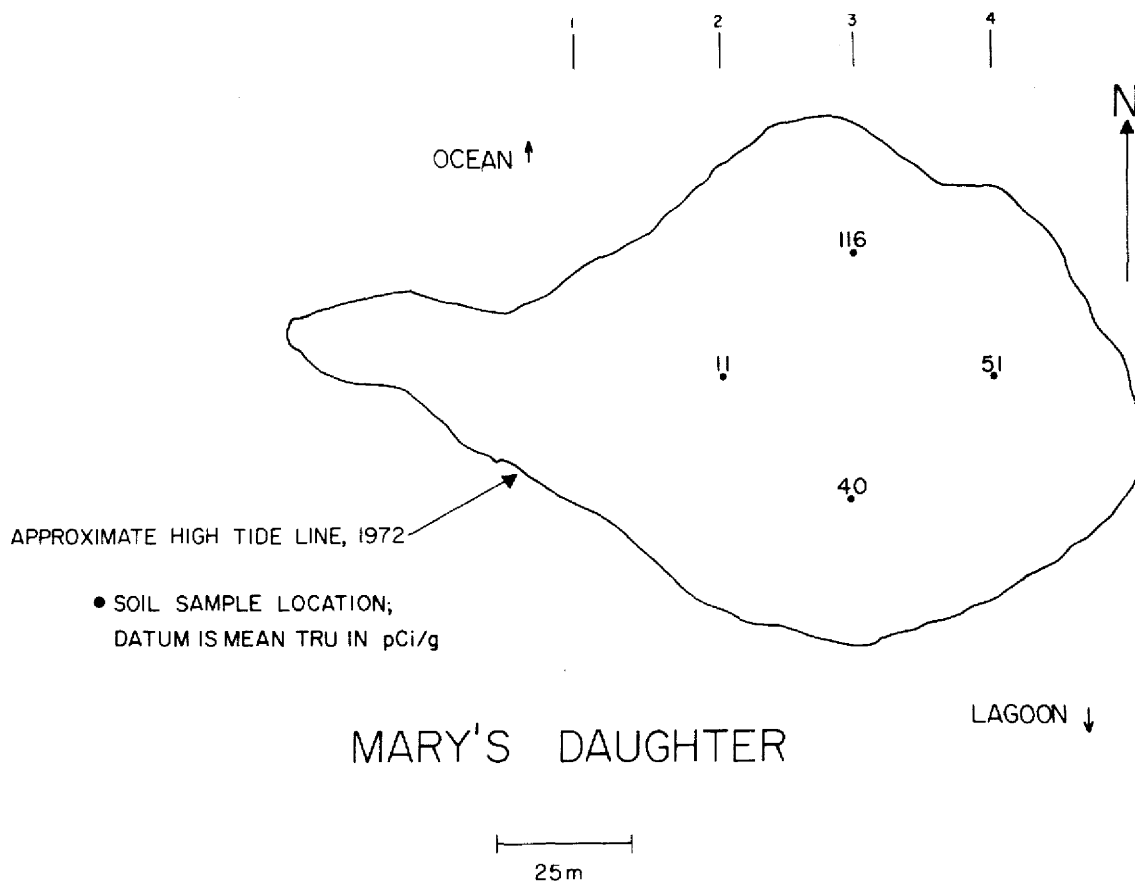 1 2 3 4
N
OCEAN
116
11
51
40
APPROXIMATE HIGH TIDE LINE, 1972
SOIL SAMPLE LOCATION;
DATUM IS MEAN TRU IN pCi/g
LAGOON
MARY'S DAUGHTER
25m